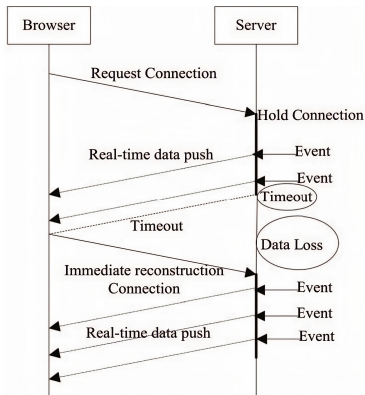 Browser
Server
Request Connection
Hold Connection
Real-time data push
Event
Event
Timeout
Timeout
Data Loss
Immediate reconstruction
Connection
Event
Event
Real-time data push
Event